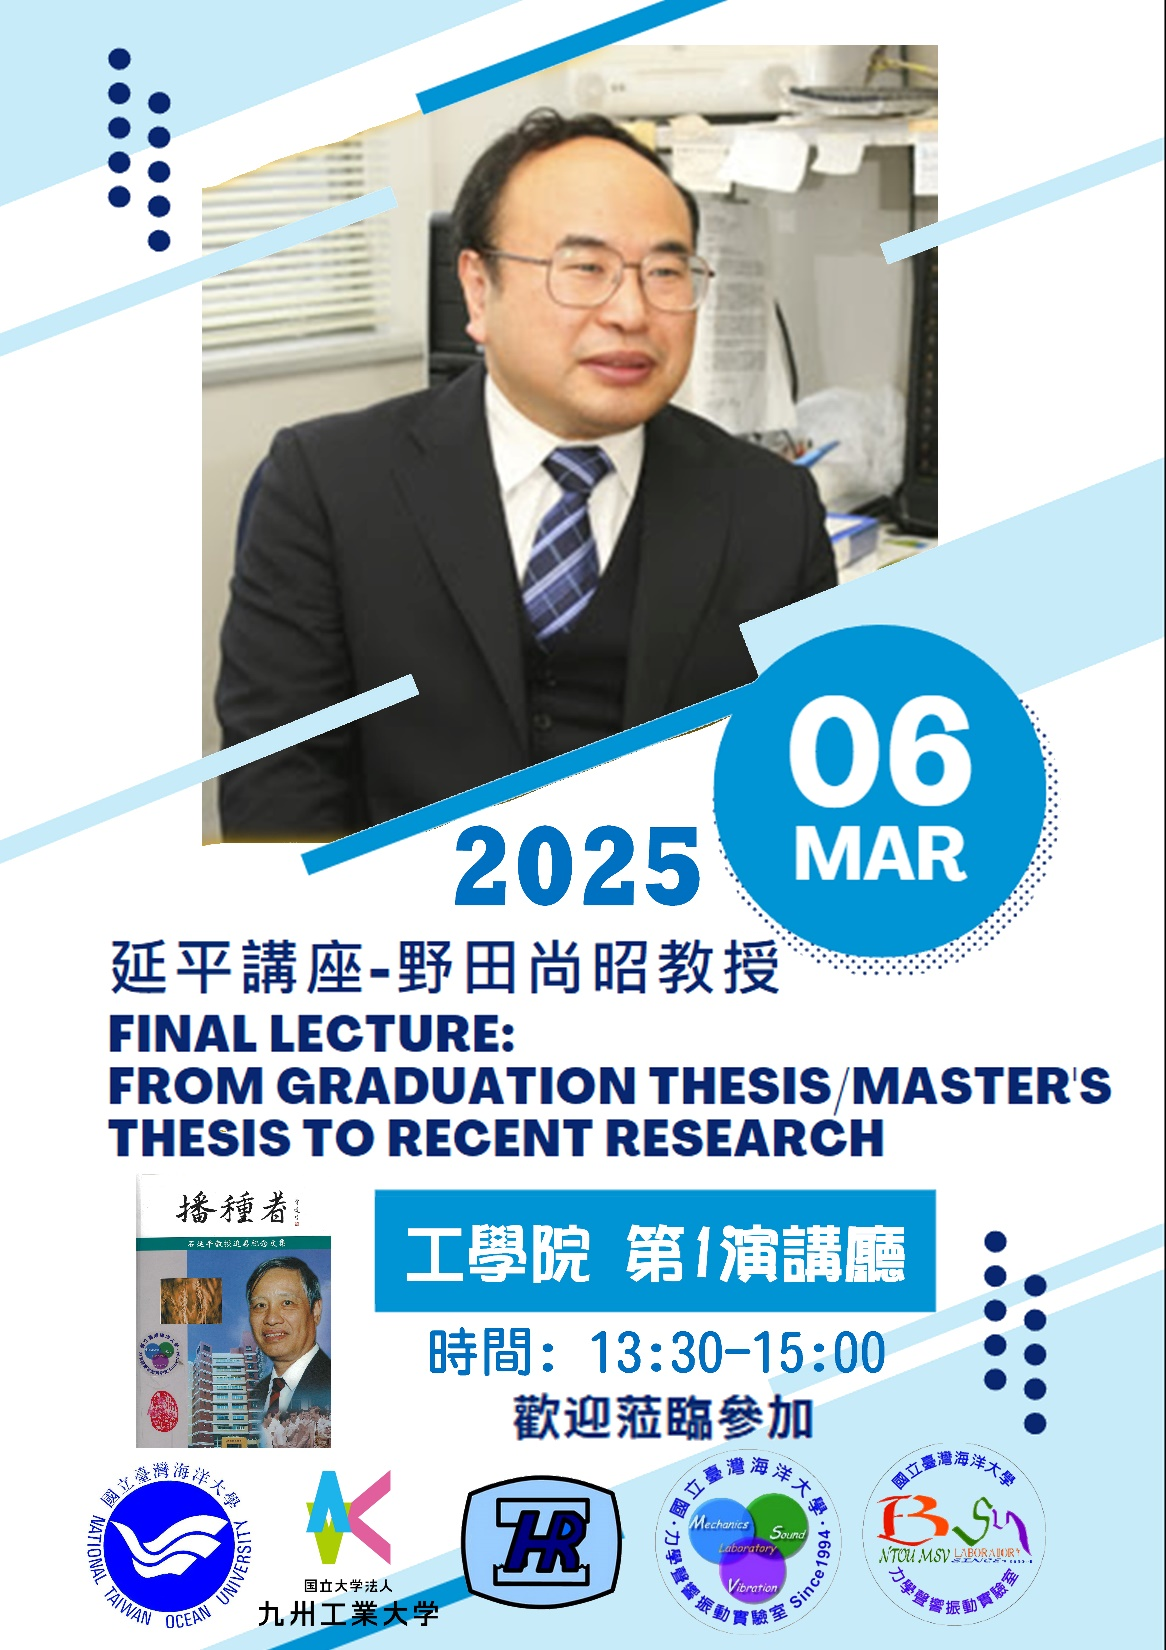 06
MAR
2025
延平講座-野田尚昭教授
FINAL LECTURE:
FROM GRADUATION THESIS/MASTER'S
THESIS TO RECENT RESEARCH
播種者
工學院 第1演講廳
時間: 13:30-15:00
歡迎蒞臨參加
國立臺灣海洋大學
NATIONAL TAIWAN OCEAN UNIVERSITY
国立大学法人
九州工業大学
HR
國立臺灣海洋大學
力學聲響振動實驗室 Since1994
Mechanics
Sound
Laboratory
Vibration
國立臺灣海洋大學
NTOU MSV LABORATORY
力學聲響振動實驗室